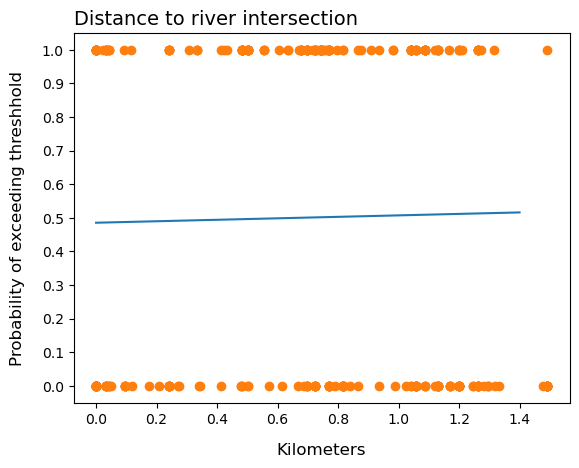 Distance to river intersection
Probability of exceeding threshhold
1.0
0.9
0.8
0.7
0.6
0.5
0.4
0.3
0.2
0.1
0.0
0.0 0.2 0.4 0.6 0.8 1.0 1.2 1.4
Kilometers